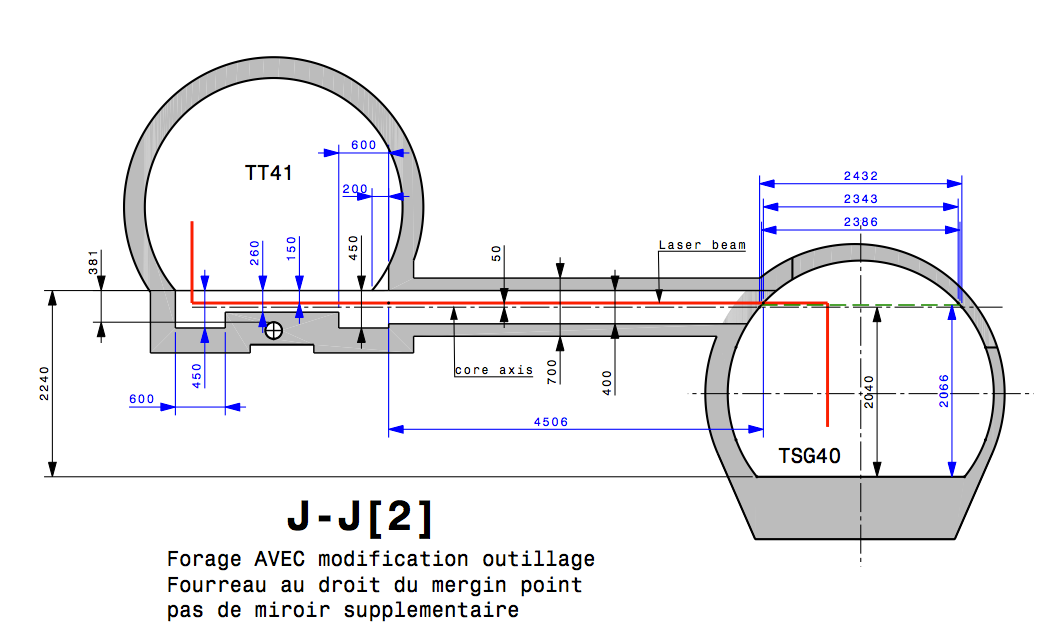 2432
2343
2386
600
TT41
200
Laser beam
381
260
150
450
50
2240
450
600
core axis
700
400
2040
2066
4506
TSG40
J-J[2]
Forage AVEC modification outillage
Fourreau au droit du mergin point
pas de miroir supplementaire